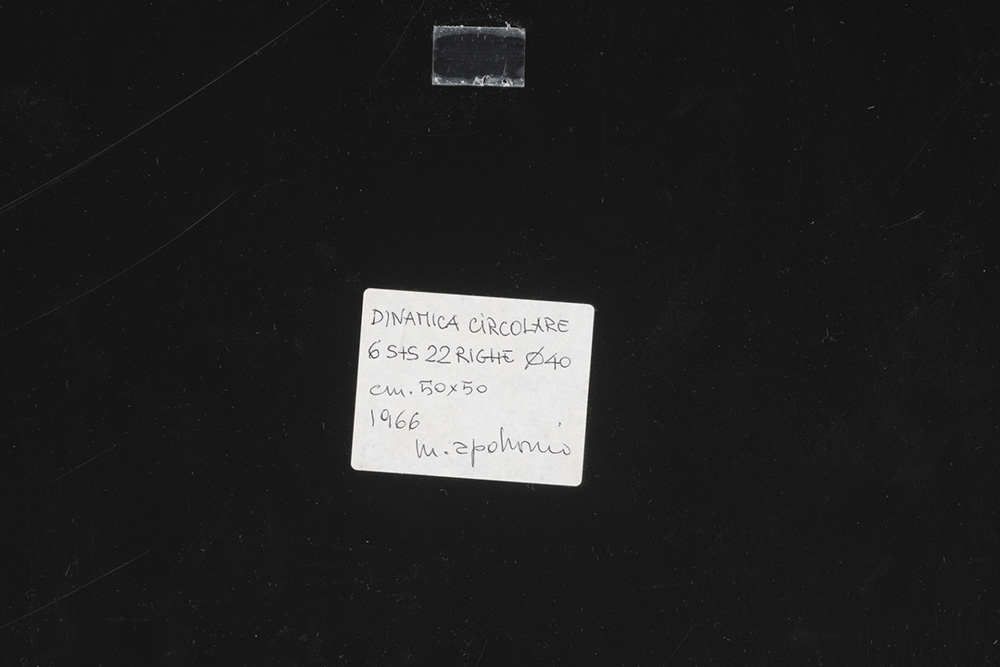 DINAMICA CIRCOLARE
6 S+S 22 RIGHE Ø40
cm. 50x50
1966
m. apollonio